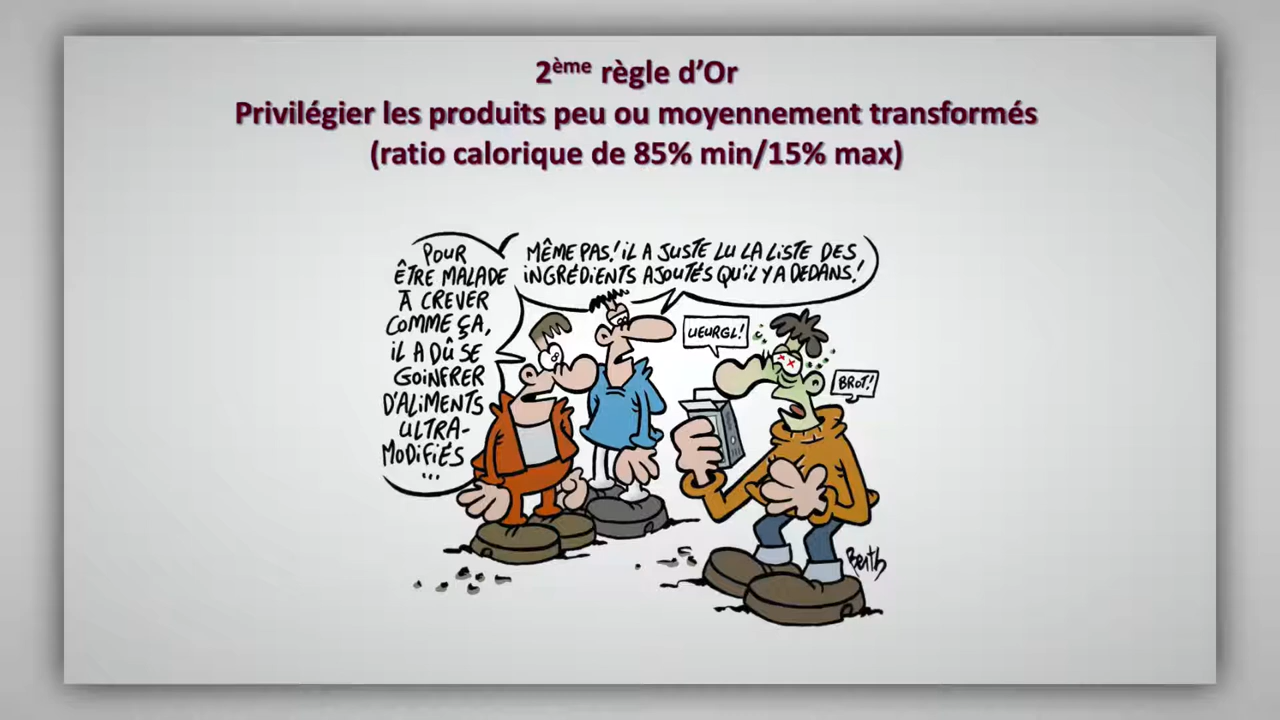 2ème règle d'Or
Privilégier les produits peu ou moyennement transformés
(ratio calorique de 85% min/15% max)
POUR
ÊTRE MALADE
À CREVER
COMME ÇA,
iL A DÛ SE
GOiNFRER
D'ALiMENTS
ULTRA-
MODiFiÉS
...
MÊME PAS! iL A JUSTE LU LA LiSTE DES
iNGRÉDiENTS AJOUTÉS QU'iL Y A DEDANS!
UEURGL!
BROT!
Berth